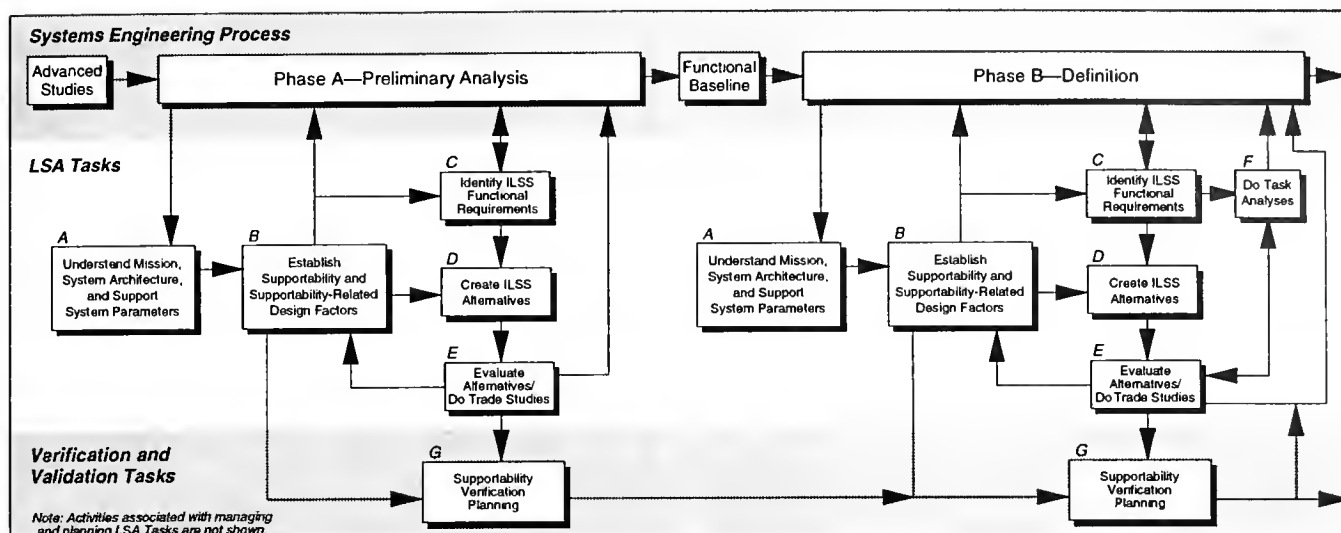 Systems Engineering Process
Advanced
Studies
Phase A—Preliminary Analysis
Functional
Baseline
Phase B—Definition
LSA Tasks
A
Understand Mission,
System Architecture,
and Support
System Parameters
B
Establish
Supportability and
Supportability-Related
Design Factors
C
Identify ILSS
Functional
Requirements
D
Create ILSS
Alternatives
E
Evaluate
Alternatives/
Do Trade Studies
G
Supportability
Verification
Planning
A
Understand Mission,
System Architecture,
and Support
System Parameters
B
Establish
Supportability and
Supportability-Related
Design Factors
C
Identify ILSS
Functional
Requirements
F
Do Task
Analyses
D
Create ILSS
Alternatives
E
Evaluate
Alternatives/
Do Trade Studies
G
Supportability
Verification
Planning
Verification and
Validation Tasks
Note: Activities associated with managing
and planning LSA Tasks are not shown.